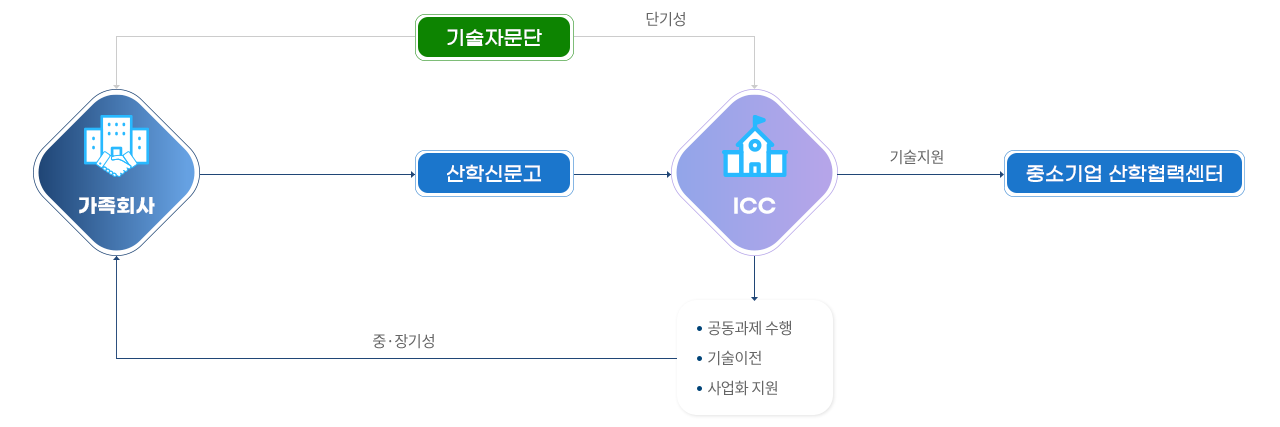 단기성
기술자문단
가족회사
산학신문고
ICC
기술지원
중소기업 산학협력센터
중·장기성
• 공동과제 수행
• 기술이전
• 사업화 지원